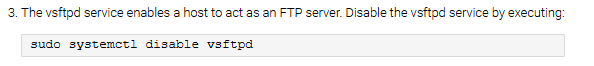 3. The vsftpd service enables a host to act as an FTP server. Disable the vsftpd service by executing:
sudo systemctl disable vsftpd